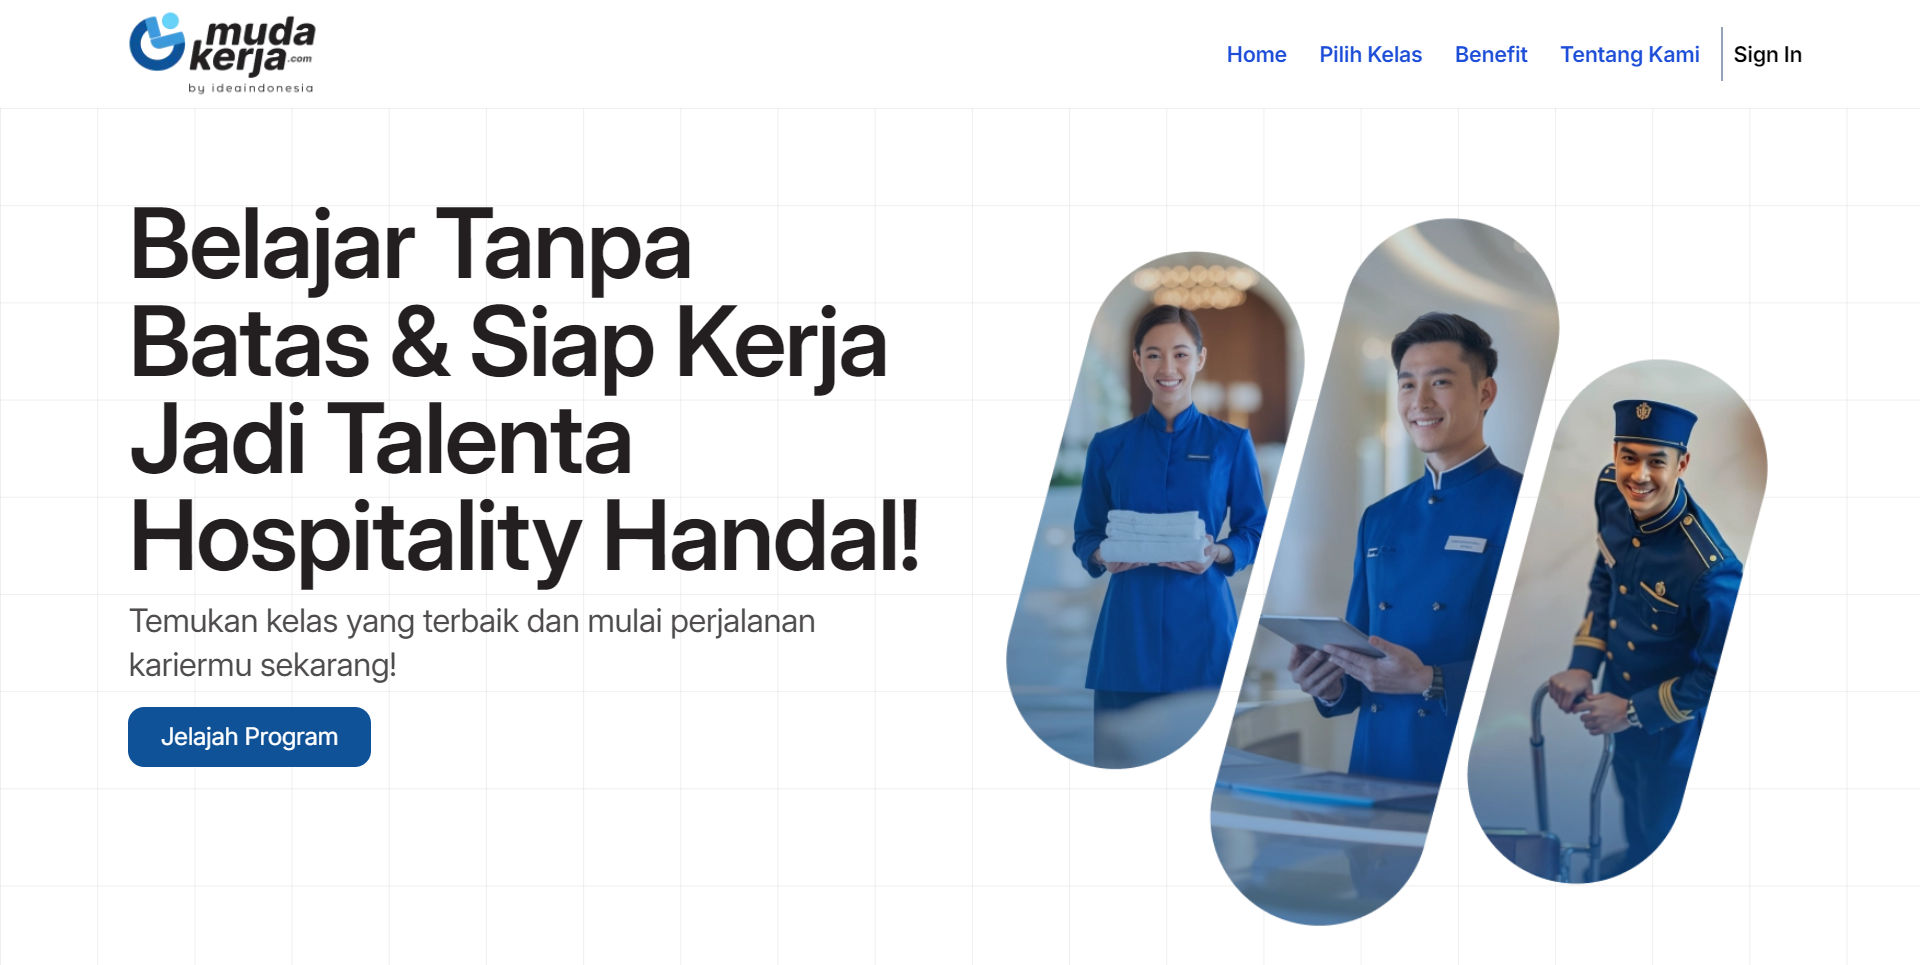 muda
kerja.com
by ideaindonesia
Home
Pilih Kelas
Benefit
Tentang Kami
Sign In
Belajar Tanpa
Batas & Siap Kerja
Jadi Talenta
Hospitality Handal!
Temukan kelas yang terbaik dan mulai perjalanan
kariermu sekarang!
Jelajah Program